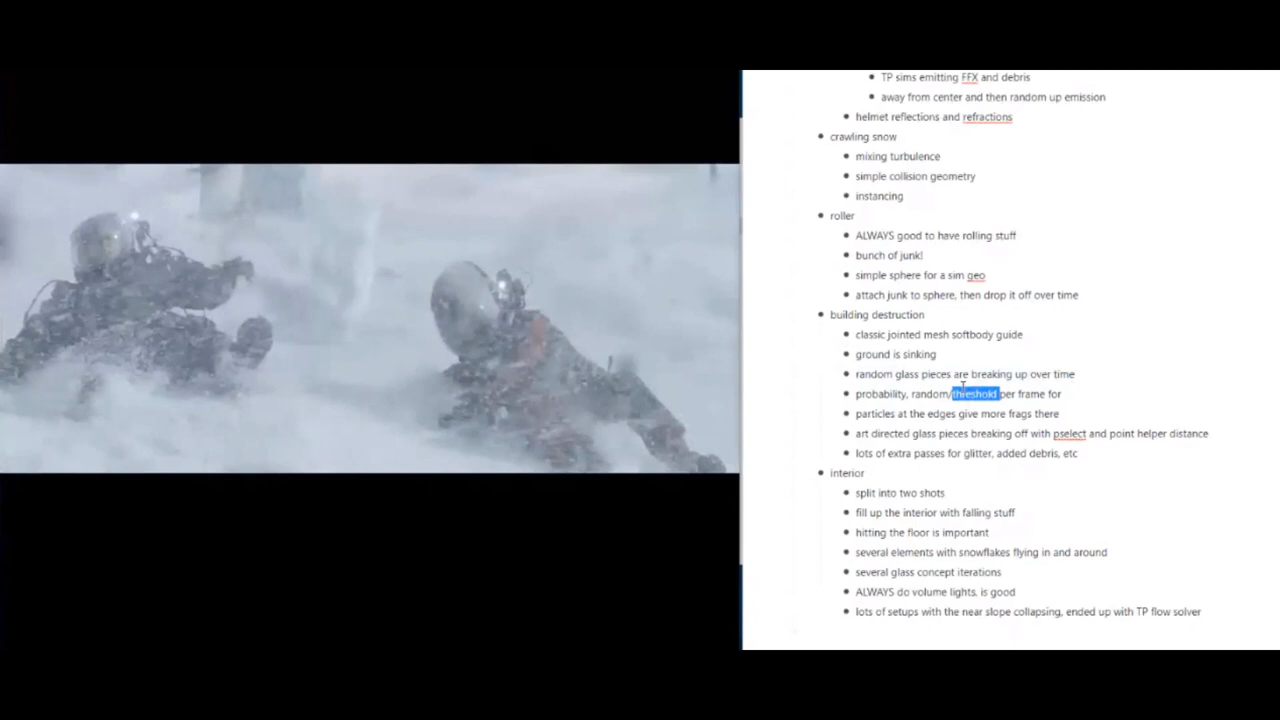 TP sims emitting FFX and debris
away from center and then random up emission
helmet reflections and refractions
crawling snow
mixing turbulence
simple collision geometry
instancing
roller
ALWAYS good to have rolling stuff
bunch of junk!
simple sphere for a sim geo
attach junk to sphere, then drop it off over time
building destruction
classic jointed mesh softbody guide
ground is sinking
random glass pieces are breaking up over time
probability, random/threshold per frame for
particles at the edges give more frags there
art directed glass pieces breaking off with pselect and point helper distance
lots of extra passes for glitter, added debris, etc
interior
split into two shots
fill up the interior with falling stuff
hitting the floor is important
several elements with snowflakes flying in and around
several glass concept iterations
ALWAYS do volume lights, is good
lots of setups with the near slope collapsing, ended up with TP flow solver